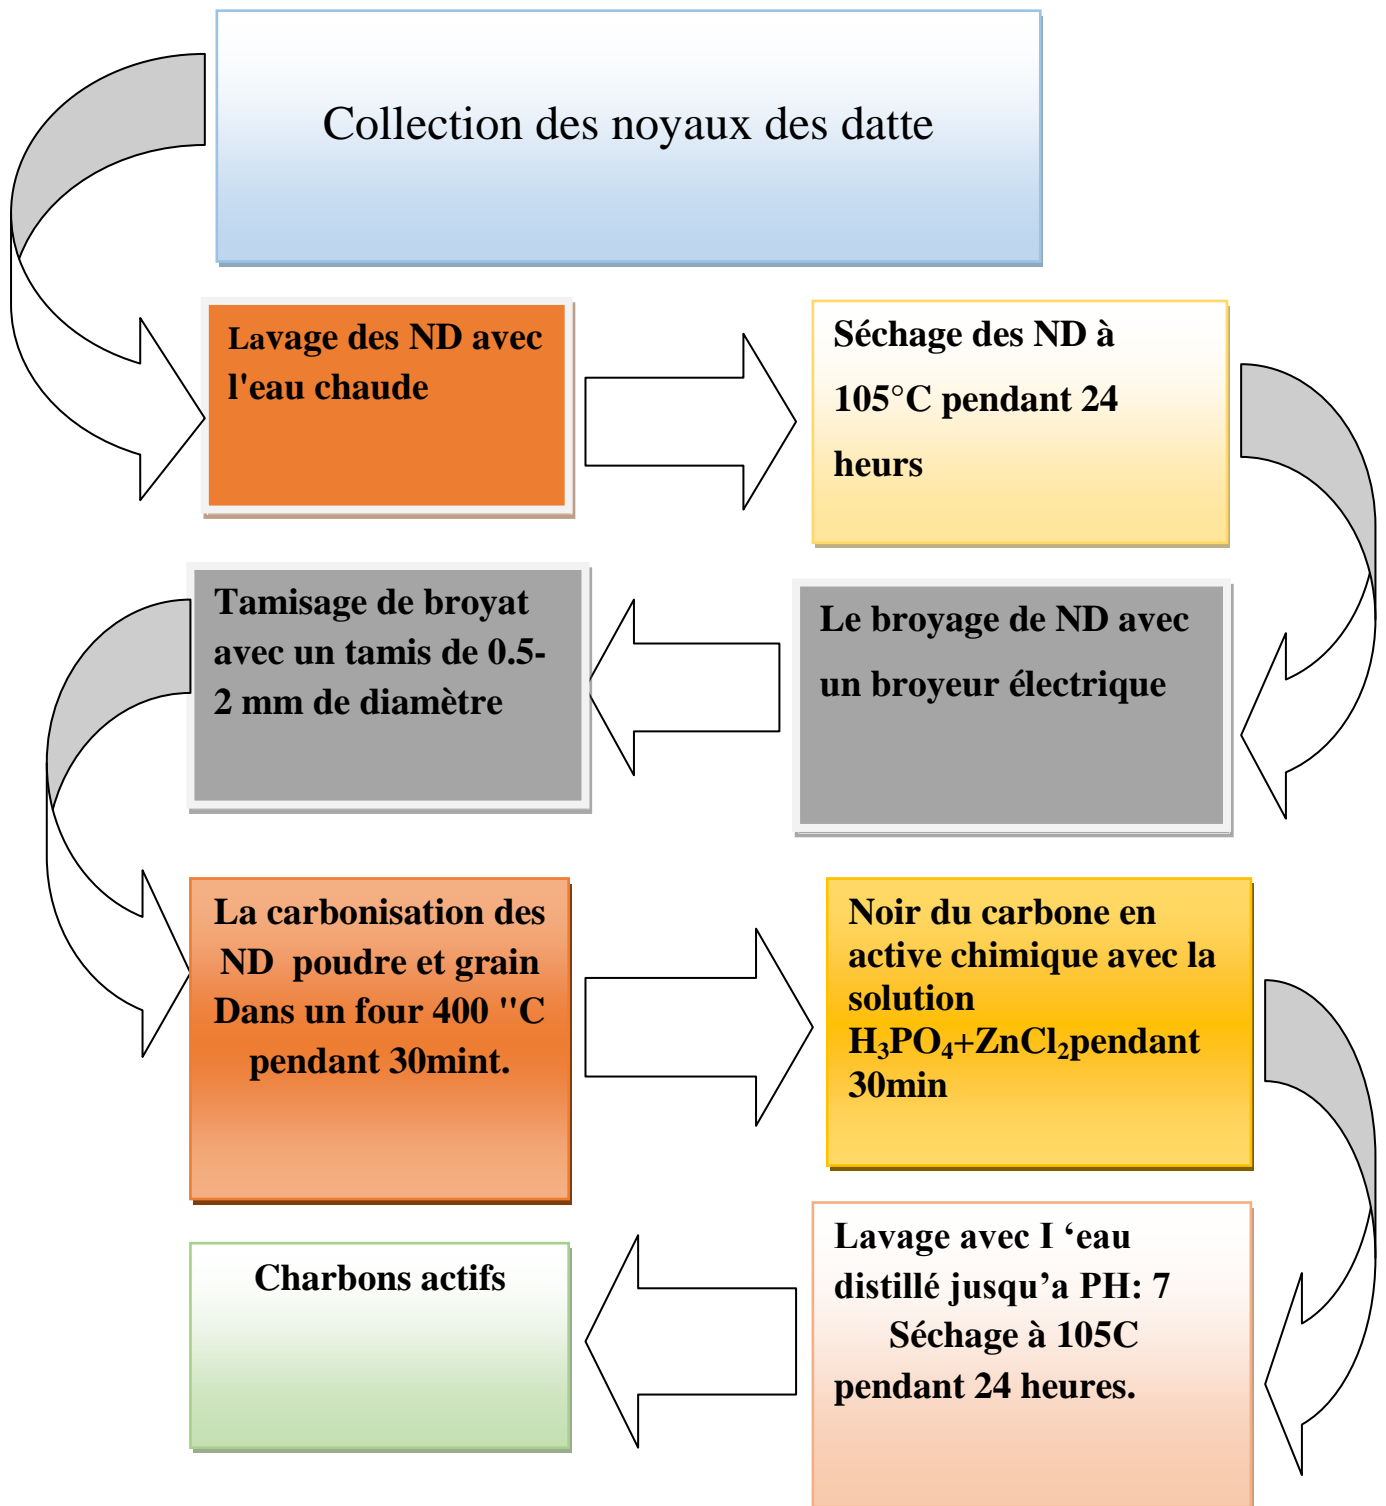 Collection des noyaux des datte
Lavage des ND avec
l'eau chaude
Séchage des ND à
105°C pendant 24
heurs
Le broyage de ND avec
un broyeur électrique
Tamisage de broyat
avec un tamis de 0.5-
2 mm de diamètre
La carbonisation des
ND poudre et grain
Dans un four 400 ''C
pendant 30mint.
Noir du carbone en
active chimique avec la
solution
H₃PO₄+ZnCl₂pendant
30min
Lavage avec I ‘eau
distillé jusqu’a PH: 7
Séchage à 105C
pendant 24 heures.
Charbons actifs